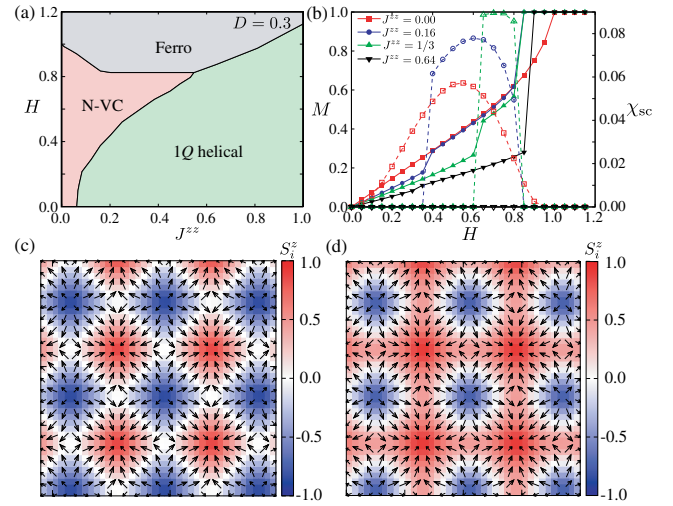 (a)
D = 0.3
1.2
0.8
H
0.4
0.0
Ferro
N-VC
1Q helical
0.0 0.2 0.4 0.6 0.8 1.0
J^{zz}
(b)
1.0
0.8
0.6
M
0.4
0.2
0.0
J^{zz} = 0.00
J^{zz} = 0.16
J^{zz} = 1/3
J^{zz} = 0.64
0.08
0.06
0.04
0.02
0.00
χ_{sc}
0.0 0.2 0.4 0.6 0.8 1.0 1.2
H
(c)
S_i^z
1.0
0.5
0.0
-0.5
-1.0
(d)
S_i^z
1.0
0.5
0.0
-0.5
-1.0